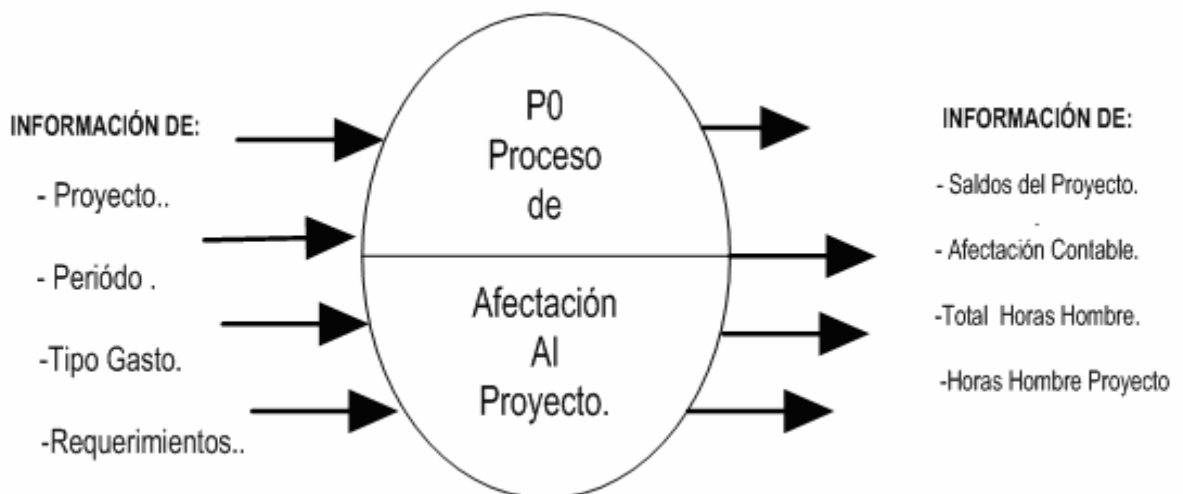 INFORMACIÓN DE:
- Proyecto..
- Periódo .
-Tipo Gasto.
-Requerimientos..
P0
Proceso
de
Afectación
Al
Proyecto.
INFORMACIÓN DE:
- Saldos del Proyecto.
-
- Afectación Contable.
-Total Horas Hombre.
-Horas Hombre Proyecto